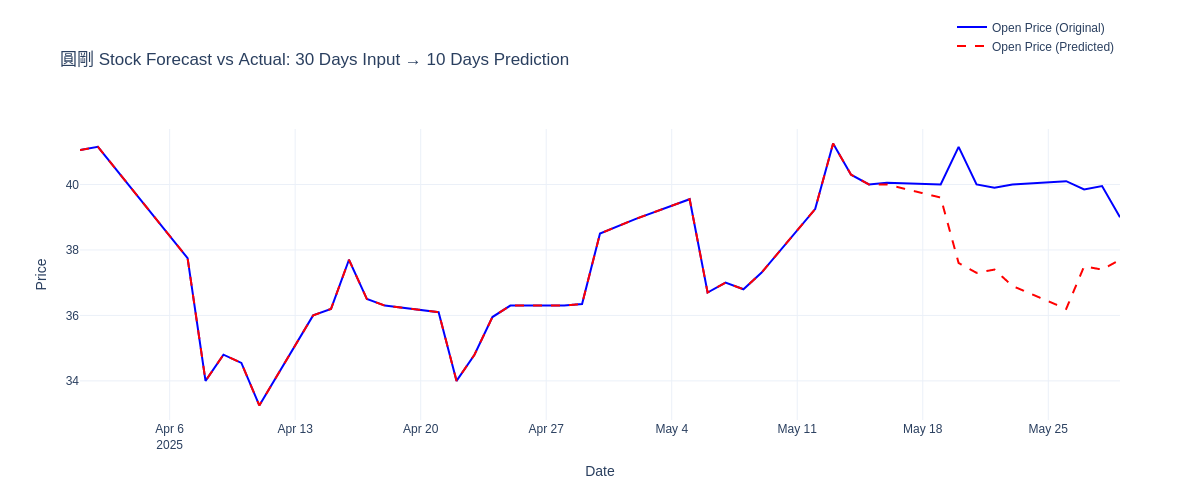 圓剛 Stock Forecast vs Actual: 30 Days Input → 10 Days Prediction
Open Price (Original)
Open Price (Predicted)
Price
40
38
36
34
Apr 6
2025
Apr 13
Apr 20
Apr 27
May 4
May 11
May 18
May 25
Date